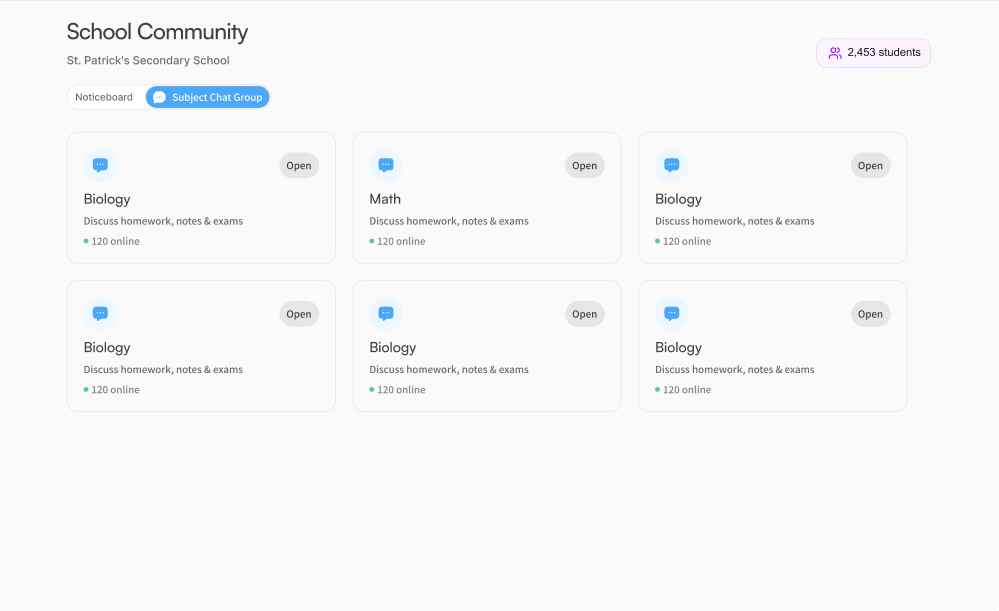 School Community
St. Patrick's Secondary School
2,453 students
Noticeboard
Subject Chat Group
Open
Biology
Discuss homework, notes & exams
120 online
Open
Math
Discuss homework, notes & exams
120 online
Open
Biology
Discuss homework, notes & exams
120 online
Open
Biology
Discuss homework, notes & exams
120 online
Open
Biology
Discuss homework, notes & exams
120 online
Open
Biology
Discuss homework, notes & exams
120 online